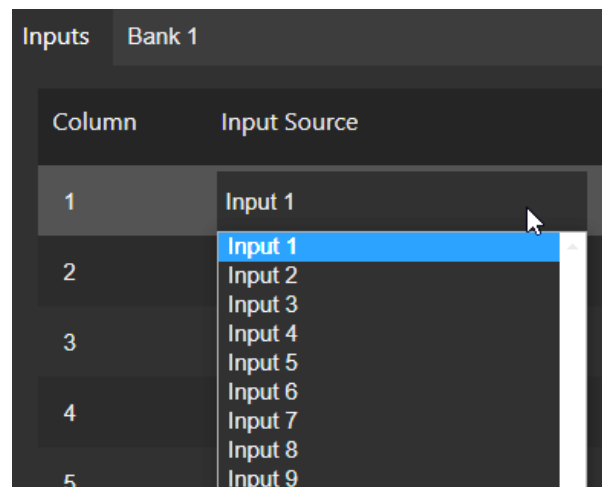 Inputs Bank 1
Column Input Source
1 Input 1
Input 1
2 Input 2
Input 3
3 Input 4
Input 5
Input 6
4 Input 7
Input 8
5 Input 9